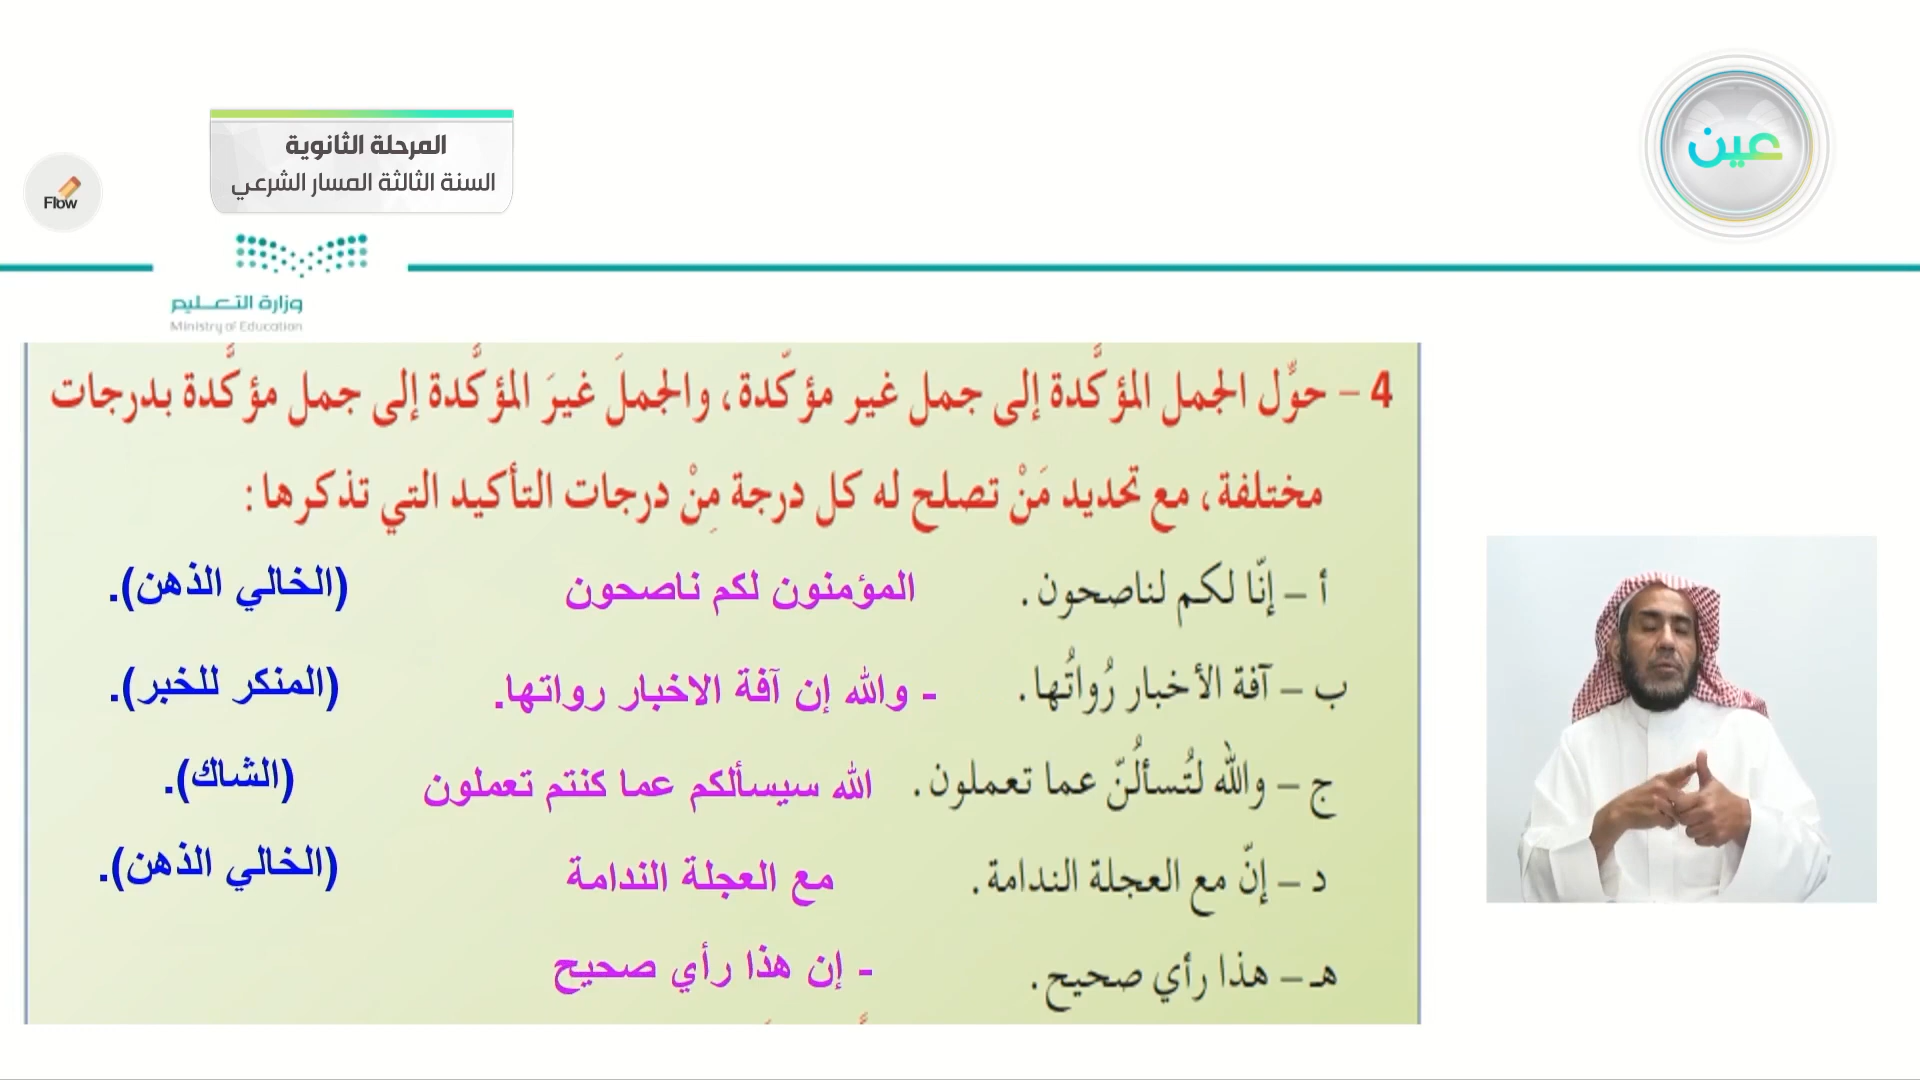 عين
المرحلة الثانوية
السنة الثالثة المسار الشرعي
Flow
وزارة التعليم
Ministry of Education
4 – حوِّل الجمل المؤكَّدة إلى جمل غير مؤكّدة، والجملَ غيرَ المؤكَّدة إلى جمل مؤكَّدة بدرجات
مختلفة، مع تحديد مَنْ تصلح له كل درجة مِنْ درجات التأكيد التي تذكرها :
أ – إنّا لكم لناصحون. المؤمنون لكم ناصحون (الخالي الذهن).
ب – آفة الأخبار رُواتُها. - والله إن آفة الاخبار رواتها. (المنكر للخبر).
ج – والله لتُسألُنّ عما تعملون. الله سيسألكم عما كنتم تعملون (الشاك).
د – إنّ مع العجلة الندامة. مع العجلة الندامة (الخالي الذهن).
هـ – هذا رأي صحيح. - إن هذا رأي صحيح